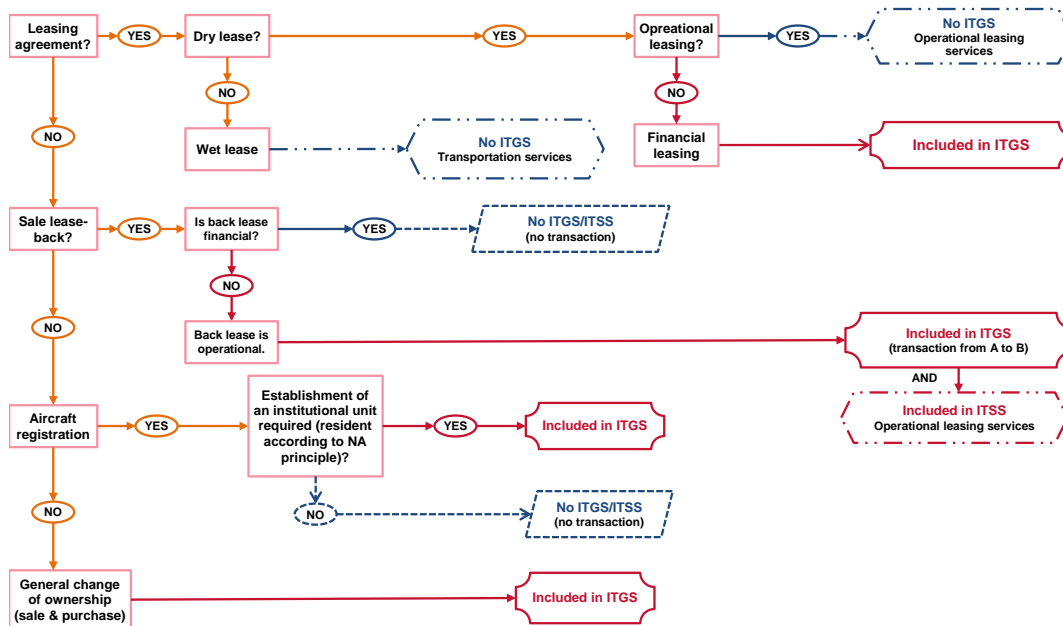 Leasing
agreement?
YES
Dry lease?
YES
Opreational
leasing?
YES
No ITGS
Operational leasing
services
NO
NO
NO
Wet lease
No ITGS
Transportation services
Financial
leasing
Included in ITGS
Sale lease-
back?
YES
Is back lease
financial?
YES
No ITGS/ITSS
(no transaction)
NO
NO
Back lease is
operational.
Included in ITGS
(transaction from A to B)
AND
Included in ITSS
Operational leasing services
Aircraft
registration
YES
Establishment of
an institutional unit
required (resident
according to NA
principle)?
YES
Included in ITGS
NO
NO
No ITGS/ITSS
(no transaction)
General change
of ownership
(sale & purchase)
Included in ITGS